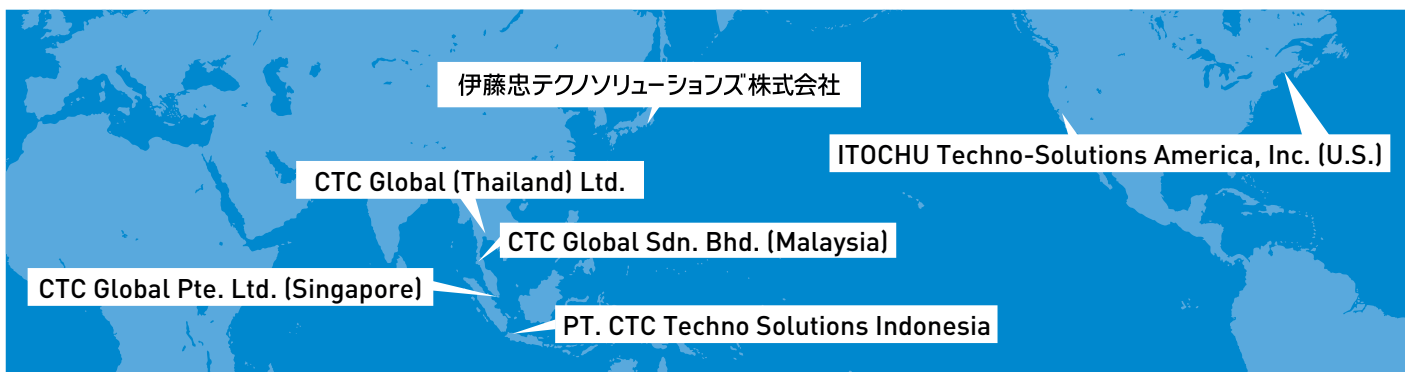 伊藤忠テクノソリューションズ株式会社
ITOCHU Techno-Solutions America, Inc. (U.S.)
CTC Global (Thailand) Ltd.
CTC Global Sdn. Bhd. (Malaysia)
CTC Global Pte. Ltd. (Singapore)
PT. CTC Techno Solutions Indonesia